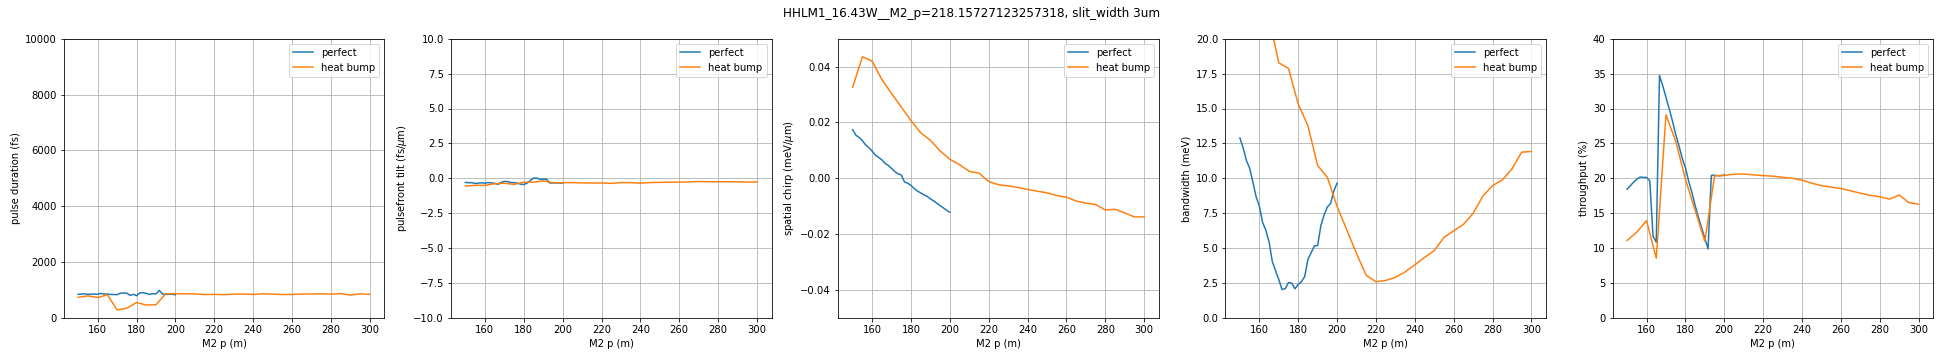 HHLM1_16.43W__M2_p=218.15727123257318, slit_width 3um
pulse duration (fs)
10000
8000
6000
4000
2000
0
160 180 200 220 240 260 280 300
M2 p (m)
perfect
heat bump
pulsefront tilt (fs/μm)
10.0
7.5
5.0
2.5
0.0
−2.5
−5.0
−7.5
−10.0
160 180 200 220 240 260 280 300
M2 p (m)
perfect
heat bump
spatial chirp (meV/μm)
0.04
0.02
0.00
−0.02
−0.04
160 180 200 220 240 260 280 300
M2 p (m)
perfect
heat bump
bandwidth (meV)
20.0
17.5
15.0
12.5
10.0
7.5
5.0
2.5
0.0
160 180 200 220 240 260 280 300
M2 p (m)
perfect
heat bump
throughput (%)
40
35
30
25
20
15
10
5
0
160 180 200 220 240 260 280 300
M2 p (m)
perfect
heat bump